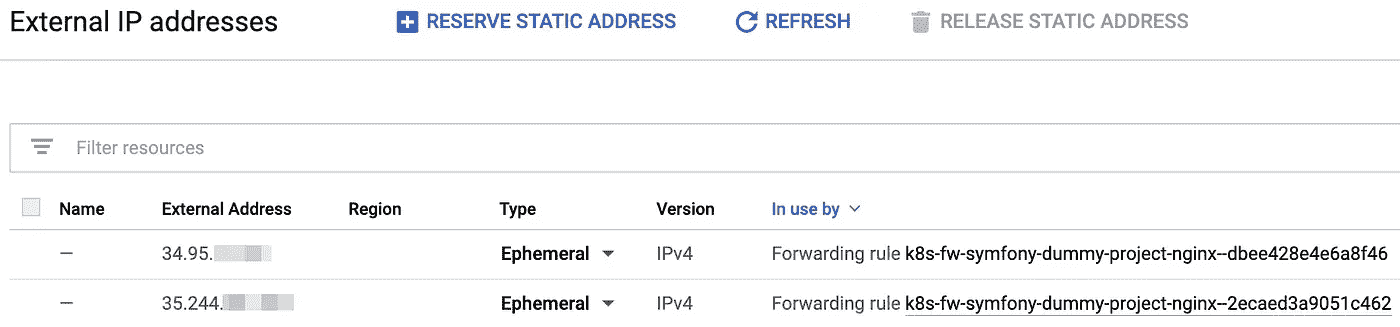 External IP addresses RESERVE STATIC ADDRESS REFRESH RELEASE STATIC ADDRESS
Filter resources
Name External Address Region Type Version In use by
— 34.95. Ephemeral IPv4 Forwarding rule k8s-fw-symfony-dummy-project-nginx--dbee428e4e6a8f46
— 35.244. Ephemeral IPv4 Forwarding rule k8s-fw-symfony-dummy-project-nginx--2ecaed3a9051c462